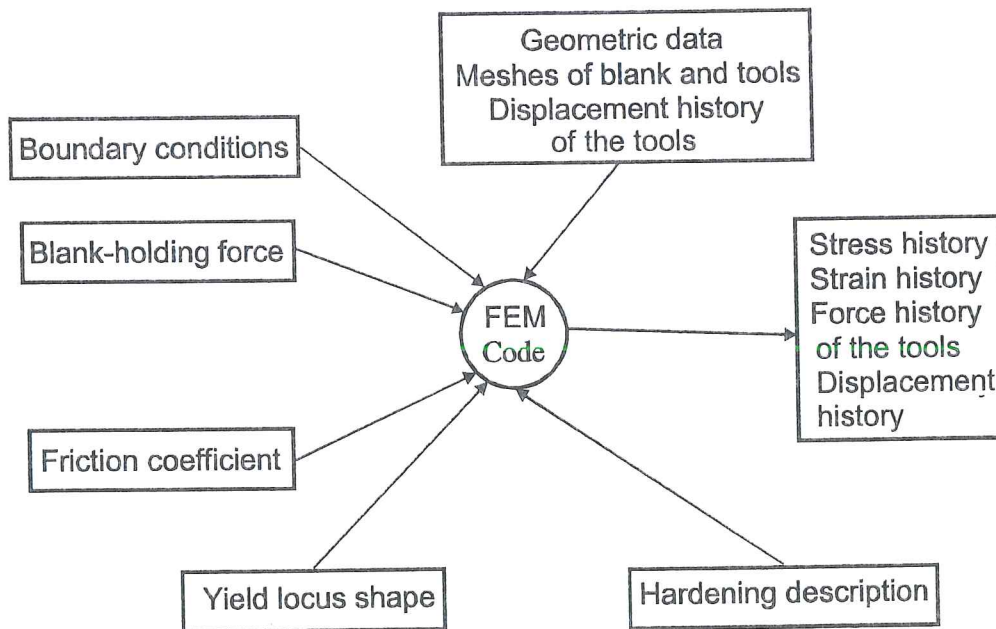 Geometric data
Meshes of blank and tools
Displacement history
of the tools
Boundary conditions
Blank-holding force
FEM
Code
Stress history
Strain history
Force history
of the tools
Displacement
history
Friction coefficient
Yield locus shape
Hardening description